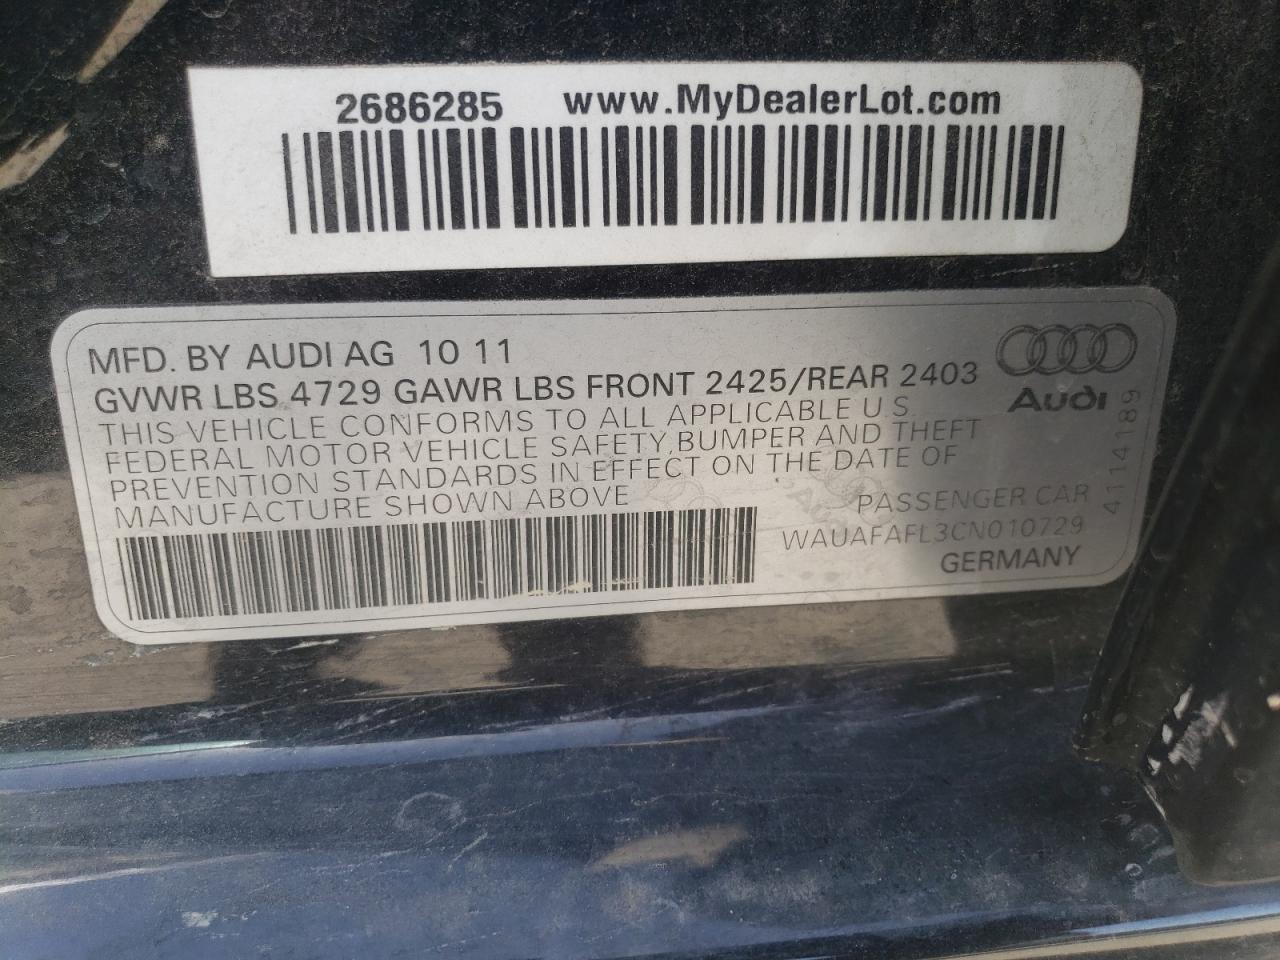 2686285 www.MyDealerLot.com
MFD. BY AUDI AG 10 11
GVWR LBS 4729 GAWR LBS FRONT 2425/REAR 2403
THIS VEHICLE CONFORMS TO ALL APPLICABLE U.S.
FEDERAL MOTOR VEHICLE SAFETY, BUMPER AND THEFT
PREVENTION STANDARDS IN EFFECT ON THE DATE OF
MANUFACTURE SHOWN ABOVE
Audi
4114189
PASSENGER CAR
WAUAFAFL3CN010729
GERMANY